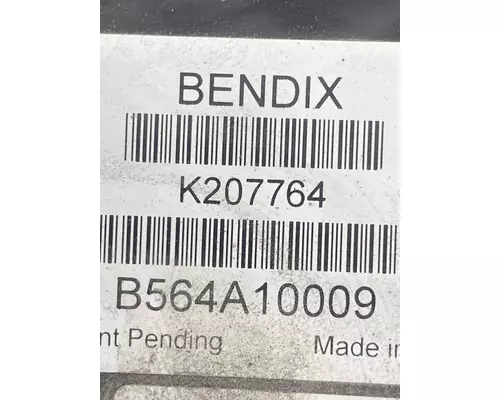 BENDIX
K207764
B564A10009
nt Pending Made in